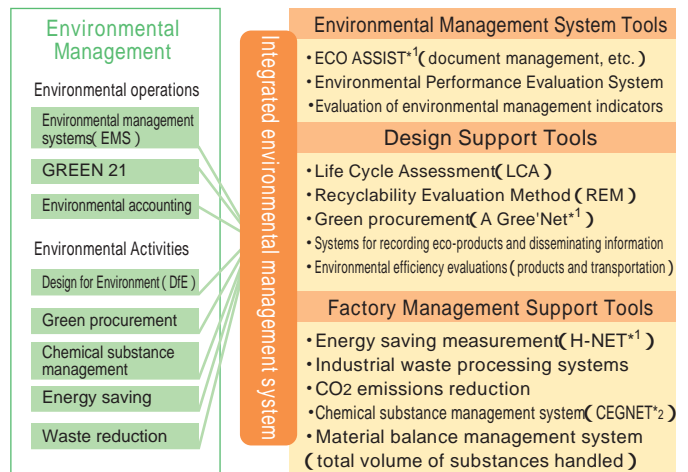 Environmental
Management
Environmental operations
Environmental management
systems(EMS)
GREEN 21
Environmental accounting
Environmental Activities
Design for Environment(DfE)
Green procurement
Chemical substance
management
Energy saving
Waste reduction
Integrated environmental management system
Environmental Management System Tools
•ECO ASSIST*1(document management, etc.)
•Environmental Performance Evaluation System
•Evaluation of environmental management indicators
Design Support Tools
•Life Cycle Assessment(LCA)
•Recyclability Evaluation Method(REM)
•Green procurement(A Gree'Net*1)
•Systems for recording eco-products and disseminating information
•Environmental efficiency evaluations(products and transportation)
Factory Management Support Tools
•Energy saving measurement(H-NET*1)
•Industrial waste processing systems
•CO2 emissions reduction
•Chemical substance management system(CEGNET*2)
•Material balance management system
(total volume of substances handled)